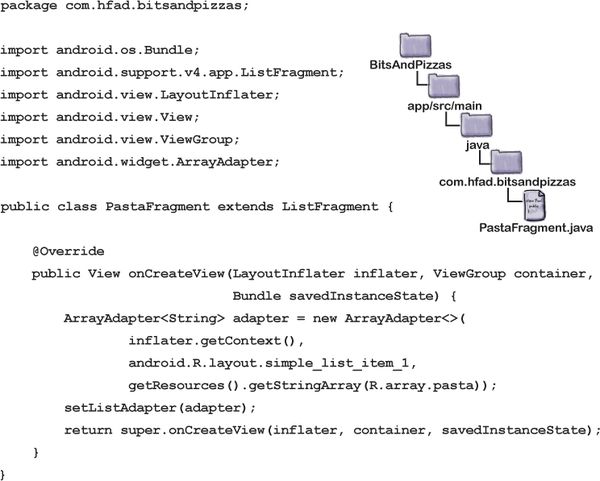 package com.hfad.bitsandpizzas;
import android.os.Bundle;
import android.support.v4.app.ListFragment;
import android.view.LayoutInflater;
import android.view.View;
import android.view.ViewGroup;
import android.widget.ArrayAdapter;
BitsAndPizzas
app/src/main
java
com.hfad.bitsandpizzas
PastaFragment.java
public class PastaFragment extends ListFragment {
    @Override
    public View onCreateView(LayoutInflater inflater, ViewGroup container,
                             Bundle savedInstanceState) {
        ArrayAdapter<String> adapter = new ArrayAdapter<>(
                inflater.getContext(),
                android.R.layout.simple_list_item_1,
                getResources().getStringArray(R.array.pasta));
        setListAdapter(adapter);
        return super.onCreateView(inflater, container, savedInstanceState);
    }
}